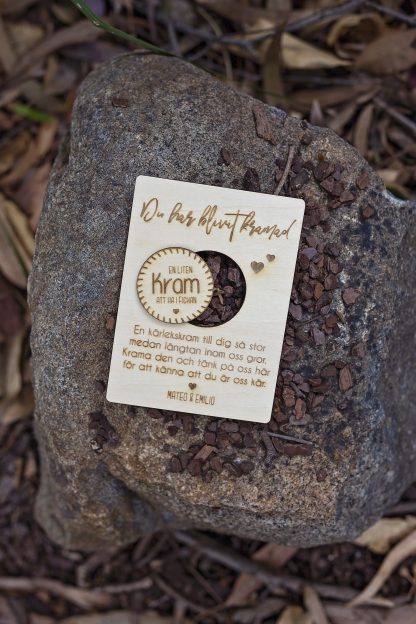 Du har blivit kramad
EN LITEN
Kram
ATT HA I FICKAN
En kärlekskram till dig så stor
medan längtan inom oss gror.
Krama den och tänk på oss här
för att känna att du är oss kär.
MATEO & EMILIO